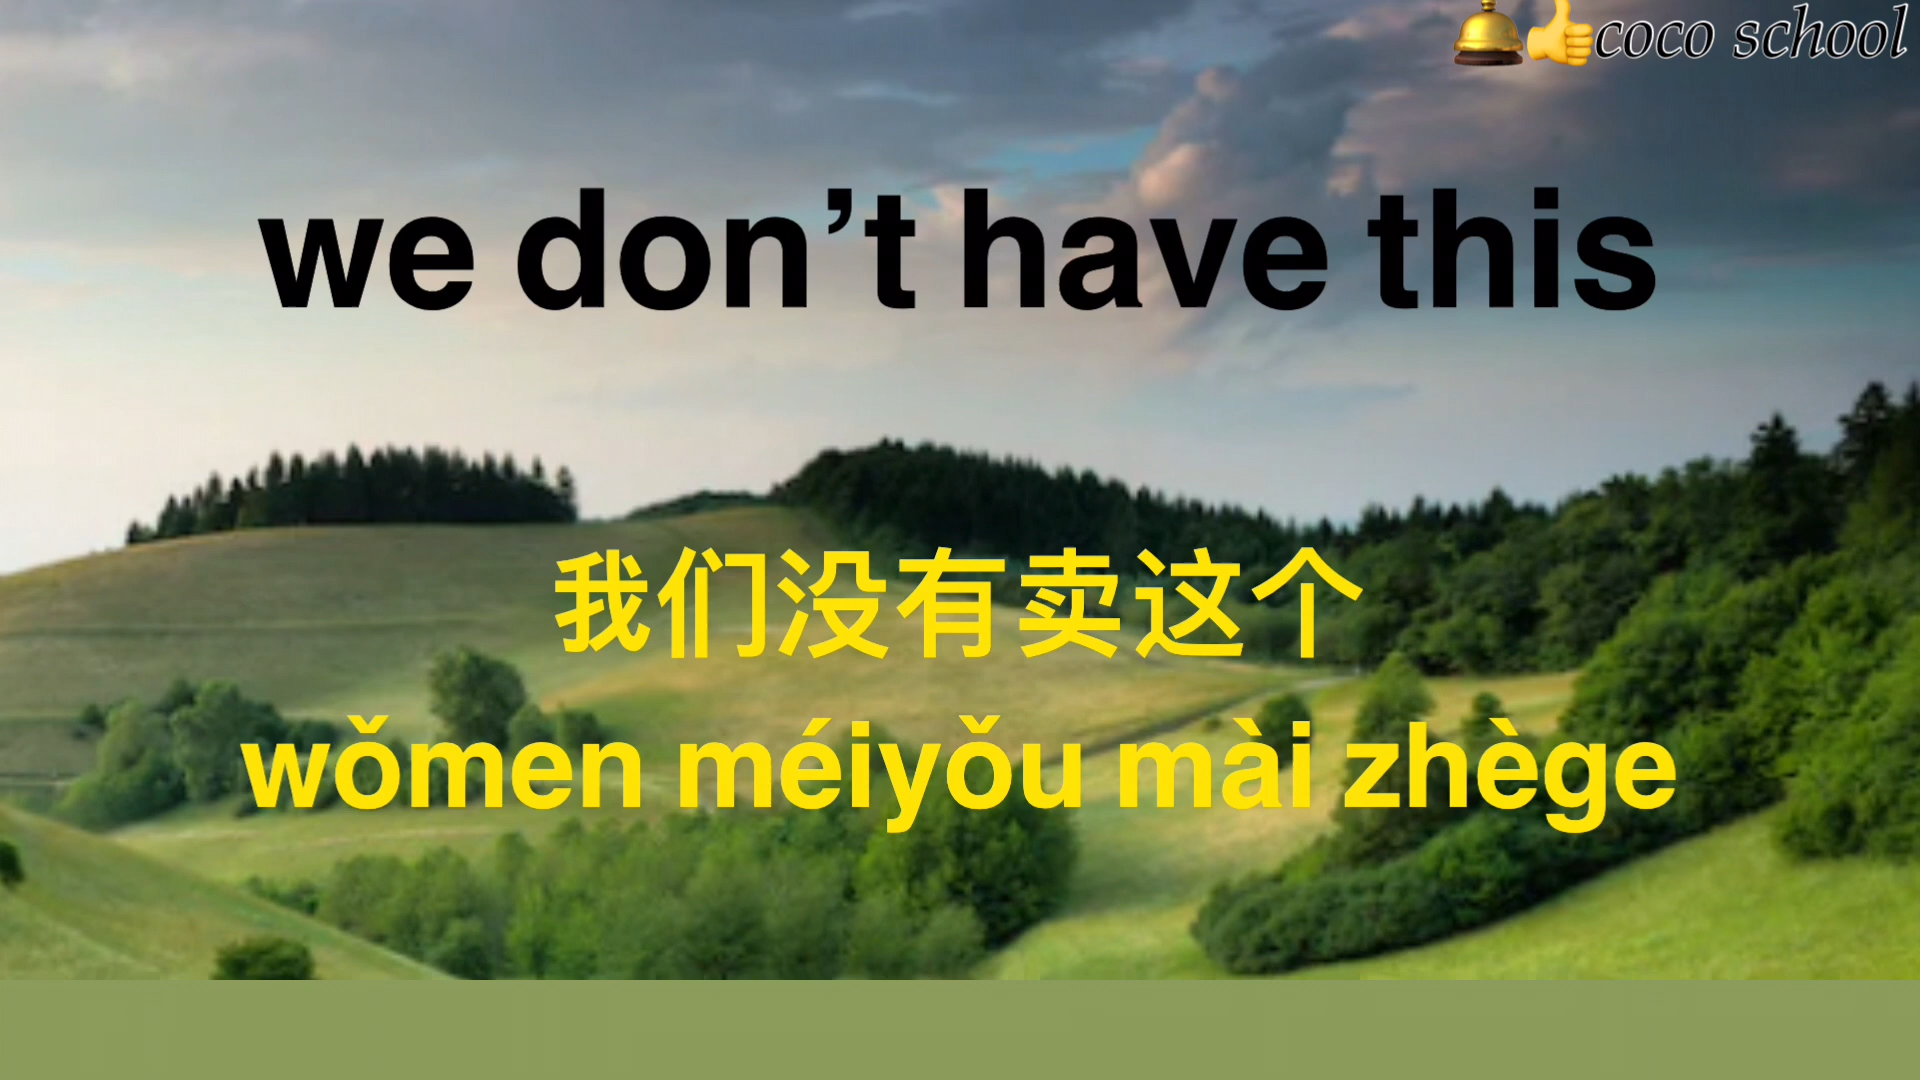 coco school
we don’t have this
我们没有卖这个
wǒmen méiyǒu mài zhège